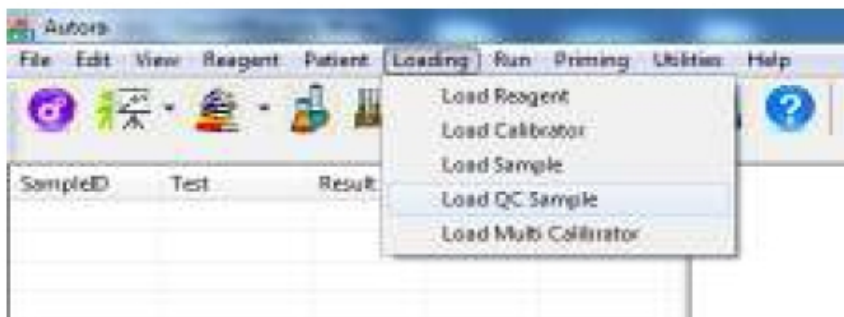 Autora
File Edit View Reagent Patient Loading Run Priming Utilities Help
Load Reagent
Load Calibrator
Load Sample
Load QC Sample
Load Multi Calibrator
SampleID Test Result